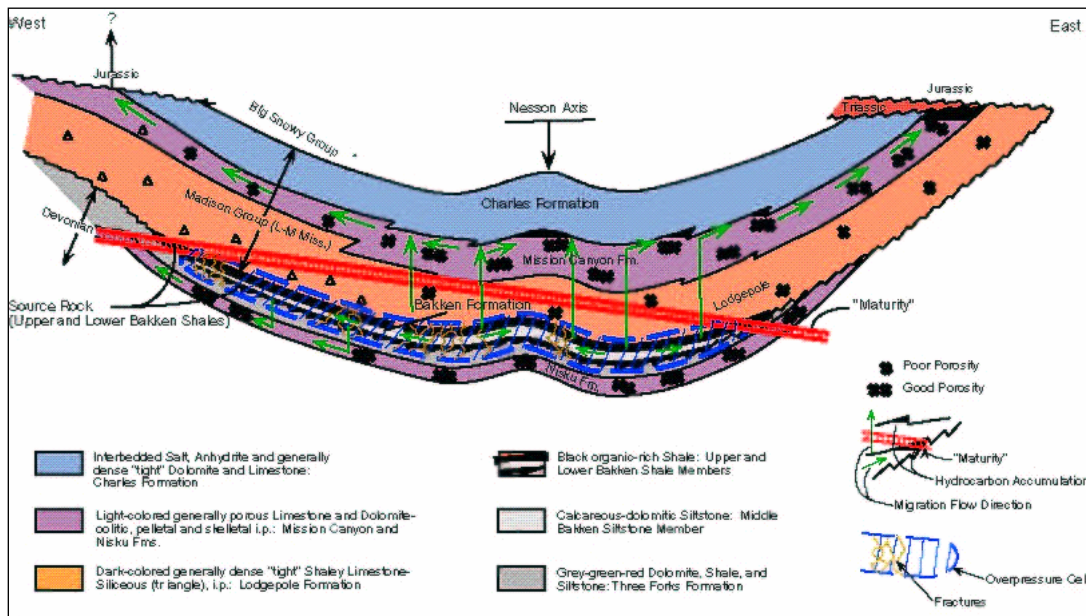 West
East
?
Jurassic
Jurassic
Triassic
Big Snowy Group
Nesson Axis
Charles Formation
Madison Group (L-M Miss.)
Devonian
Mission Canyon Fm.
Lodgepole
Bakken Formation
Source Rock
(Upper and Lower Bakken Shales)
Nisku Fm.
"Maturity"
Poor Porosity
Good Porosity
"Maturity"
Hydrocarbon Accumulation
Migration Flow Direction
Overpressure Cell
Fractures
Interbedded Salt, Anhydrite and generally
dense "tight" Dolomite and Limestone:
Charles Formation
Light-colored generally porous Limestone and Dolomite-
oolitic, pelletal and skeletal i.p.: Mission Canyon and
Nisku Fms.
Dark-colored generally dense "tight" Shaley Limestone-
Siliceous (triangle), i.p.: Lodgepole Formation
Black organic-rich Shale: Upper and
Lower Bakken Shale Members
Calcareous-dolomitic Siltstone: Middle
Bakken Siltstone Member
Grey-green-red Dolomite, Shale, and
Siltstone: Three Forks Formation